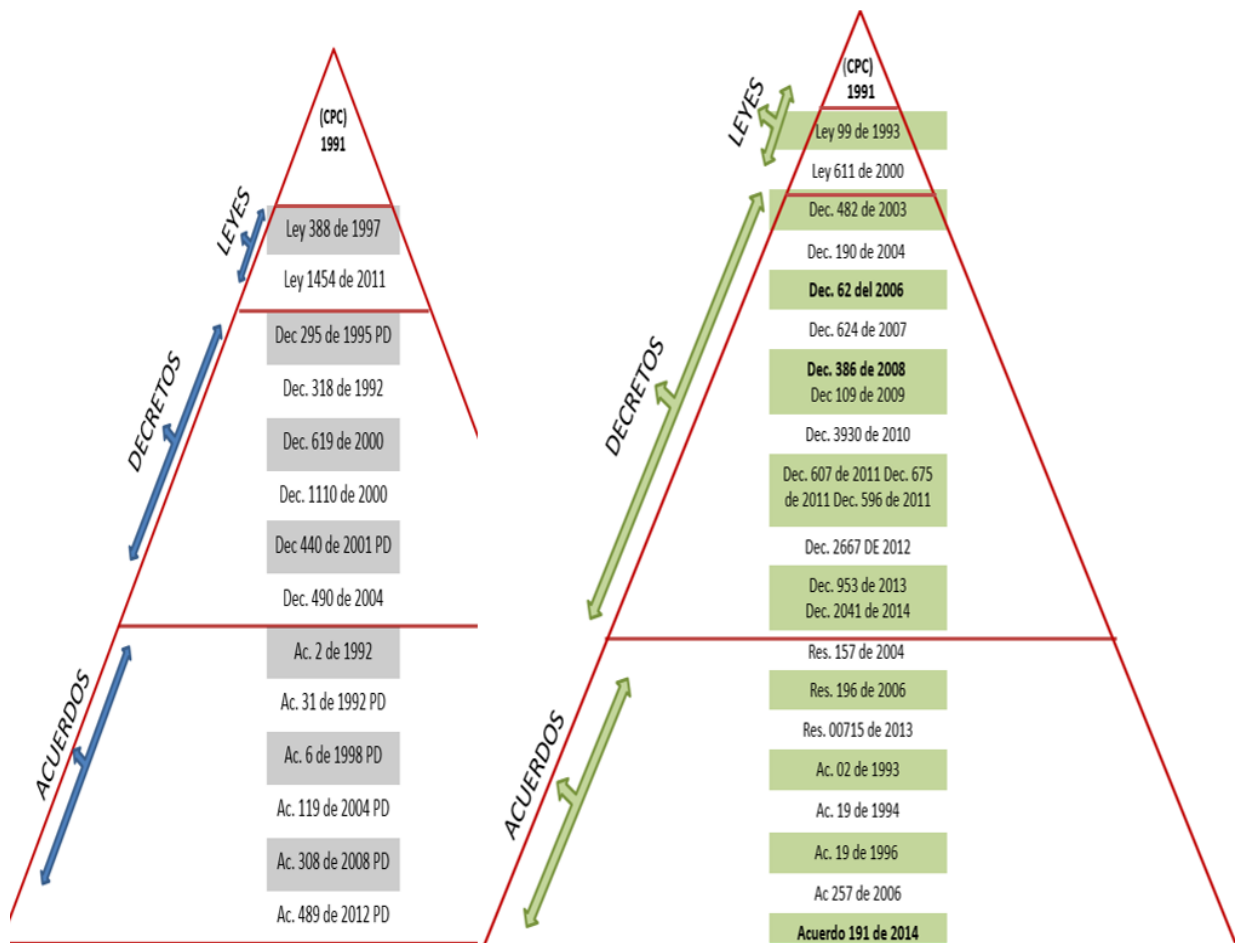 (CPC)
1991
LEYES
Ley 388 de 1997
Ley 1454 de 2011
DECRETOS
Dec 295 de 1995 PD
Dec. 318 de 1992
Dec. 619 de 2000
Dec. 1110 de 2000
Dec 440 de 2001 PD
Dec. 490 de 2004
ACUERDOS
Ac. 2 de 1992
Ac. 31 de 1992 PD
Ac. 6 de 1998 PD
Ac. 119 de 2004 PD
Ac. 308 de 2008 PD
Ac. 489 de 2012 PD
(CPC)
1991
LEYES
Ley 99 de 1993
Ley 611 de 2000
DECRETOS
Dec. 482 de 2003
Dec. 190 de 2004
Dec. 62 del 2006
Dec. 624 de 2007
Dec. 386 de 2008
Dec 109 de 2009
Dec. 3930 de 2010
Dec. 607 de 2011 Dec. 675
de 2011 Dec. 596 de 2011
Dec. 2667 DE 2012
Dec. 953 de 2013
Dec. 2041 de 2014
ACUERDOS
Res. 157 de 2004
Res. 196 de 2006
Res. 00715 de 2013
Ac. 02 de 1993
Ac. 19 de 1994
Ac. 19 de 1996
Ac 257 de 2006
Acuerdo 191 de 2014